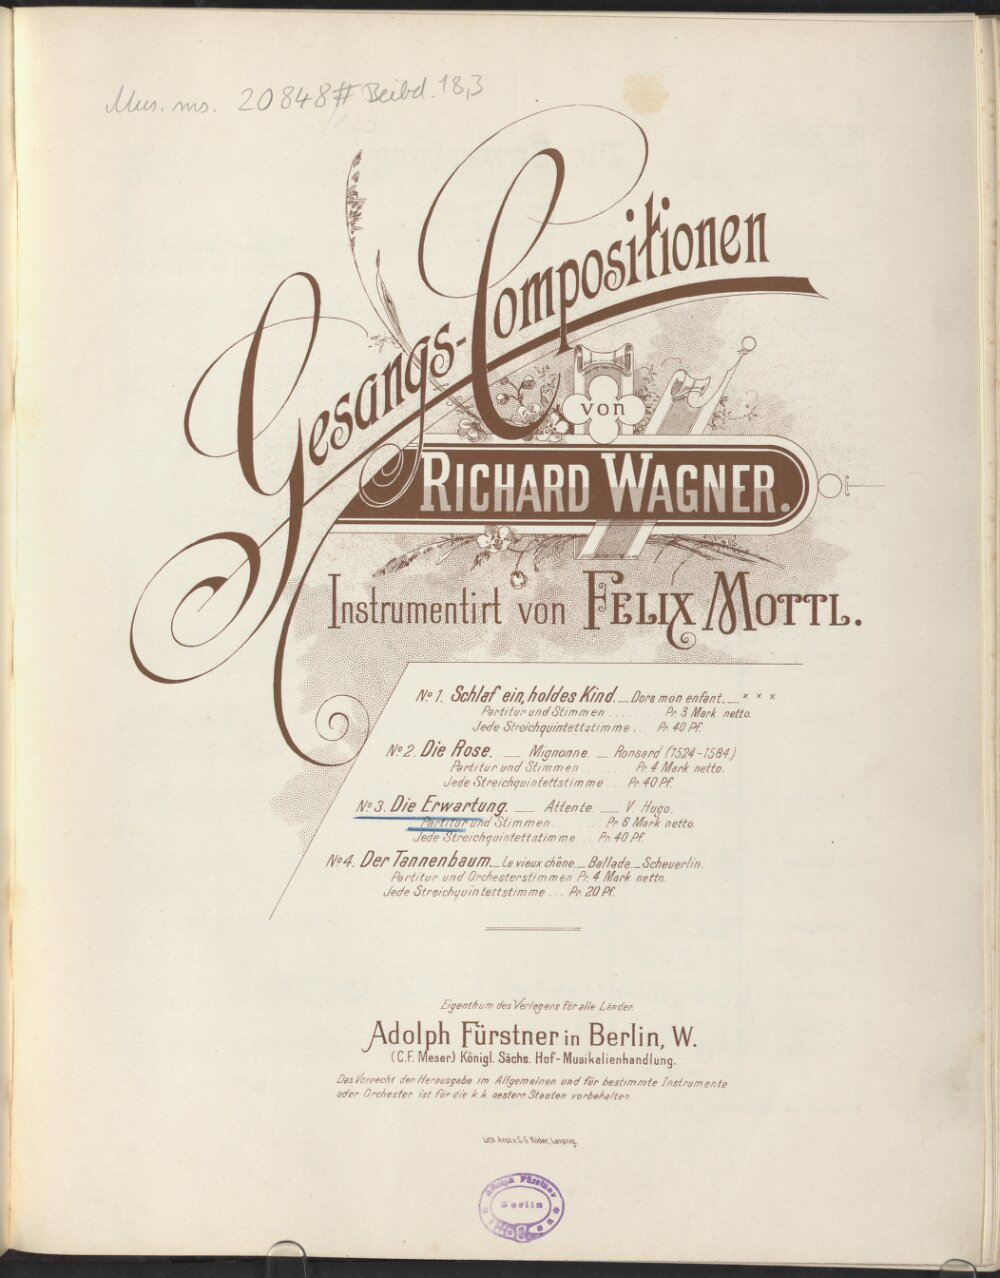 Mus. ms. 20848 # Beibd. 18,3
Gesangs-Compositionen
von
RICHARD WAGNER.
Instrumentirt von FELIX MOTTL.
No 1. Schlaf ein, holdes Kind. _ Dors mon enfant. _ x x x
Partitur und Stimmen ....... Pr. 3 Mark netto.
Jede Streichquintettstimme ... Pr. 40 Pf.
No 2. Die Rose. _ Mignonne. _ Ronsard (1524-1584.)
Partitur und Stimmen ....... Pr. 4 Mark netto.
Jede Streichquintettstimme .. Pr. 40 Pf.
No 3. Die Erwartung. _ Attente. _ V. Hugo.
Partitur und Stimmen. ...... Pr. 6 Mark netto.
Jede Streichquintettstimme .. Pr. 40 Pf.
No 4. Der Tannenbaum. _ Le vieux chêne. _ Ballade. _ Scheuerlin.
Partitur und Orchesterstimmen Pr. 4 Mark netto.
Jede Streichquintettstimme ... Pr. 20 Pf.
Eigenthum des Verlegers für alle Länder.
Adolph Fürstner in Berlin, W.
(C.F. Meser) Königl. Sächs. Hof-Musikalienhandlung.
Das Vorrecht der Herausgabe im Allgemeinen und für bestimmte Instrumente
oder Orchester ist für die k. k. oesterr. Staaten vorbehalten.
Lith. Anst. v. C. G. Röder, Leipzig.
Adolph Fürstner
Berlin